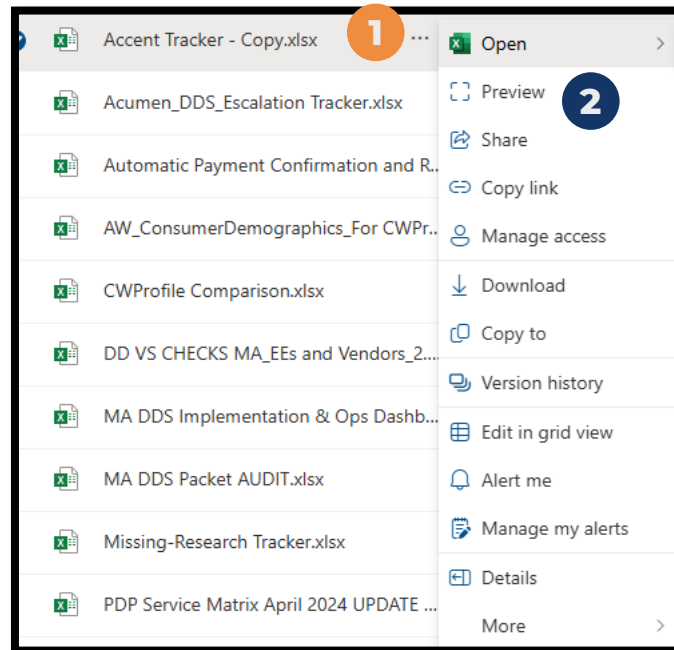 Accent Tracker - Copy.xlsx 1 ...
Acumen_DDS_Escalation Tracker.xlsx
Automatic Payment Confirmation and R...
AW_ConsumerDemographics_For CWPr...
CWProfile Comparison.xlsx
DD VS CHECKS MA_EEs and Vendors_2....
MA DDS Implementation & Ops Dashb...
MA DDS Packet AUDIT.xlsx
Missing-Research Tracker.xlsx
PDP Service Matrix April 2024 UPDATE ...
Open
Preview 2
Share
Copy link
Manage access
Download
Copy to
Version history
Edit in grid view
Alert me
Manage my alerts
Details
More